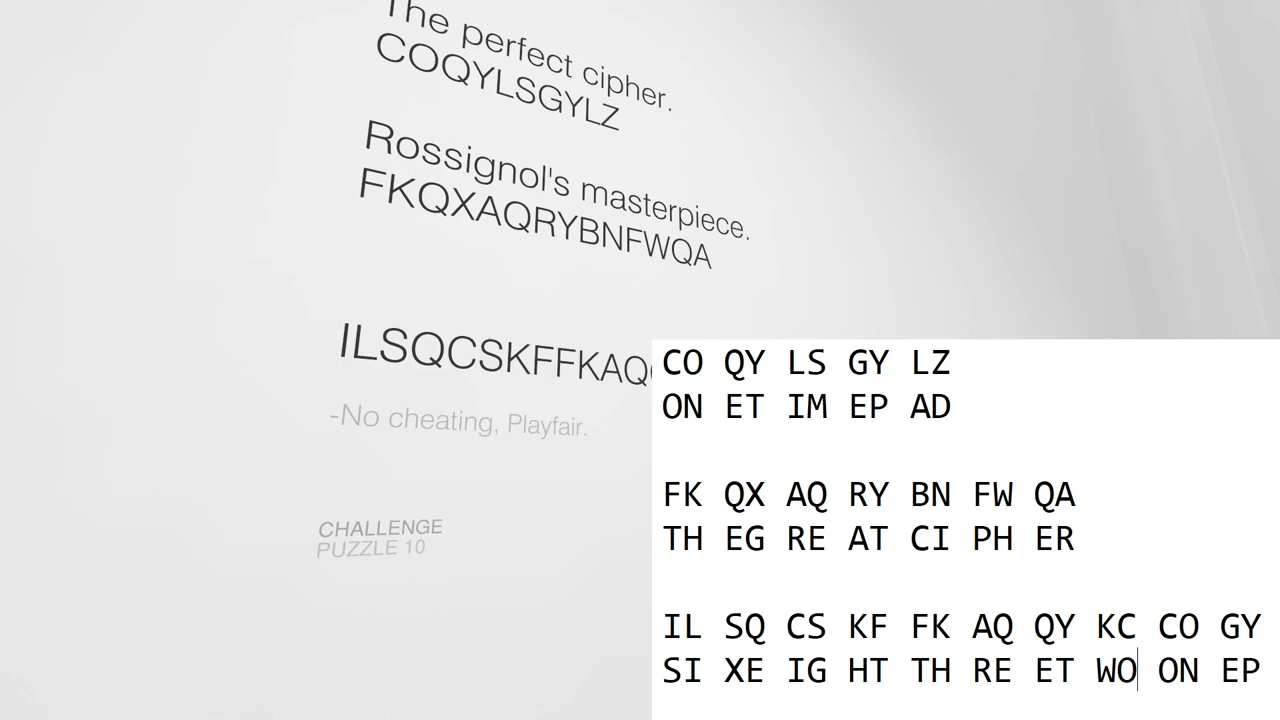 The perfect cipher.
COQYLSGYLZ
Rossignol's masterpiece.
FKQXAQRYBNFWQA
ILSQCSKFFKAQ
-No cheating, Playfair.
CHALLENGE
PUZZLE 10
CO QY LS GY LZ
ON ET IM EP AD
FK QX AQ RY BN FW QA
TH EG RE AT CI PH ER
IL SQ CS KF FK AQ QY KC CO GY
SI XE IG HT TH RE ET WO ON EP